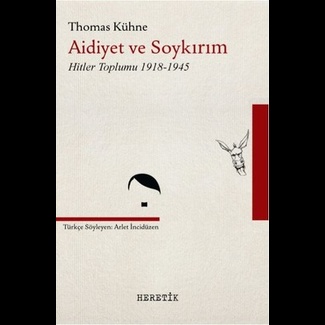 Thomas Kühne
Aidiyet ve Soykırım
Hitler Toplumu 1918-1945
Türkçe Söyleyen: Arlet İncidüzen
HERETİK